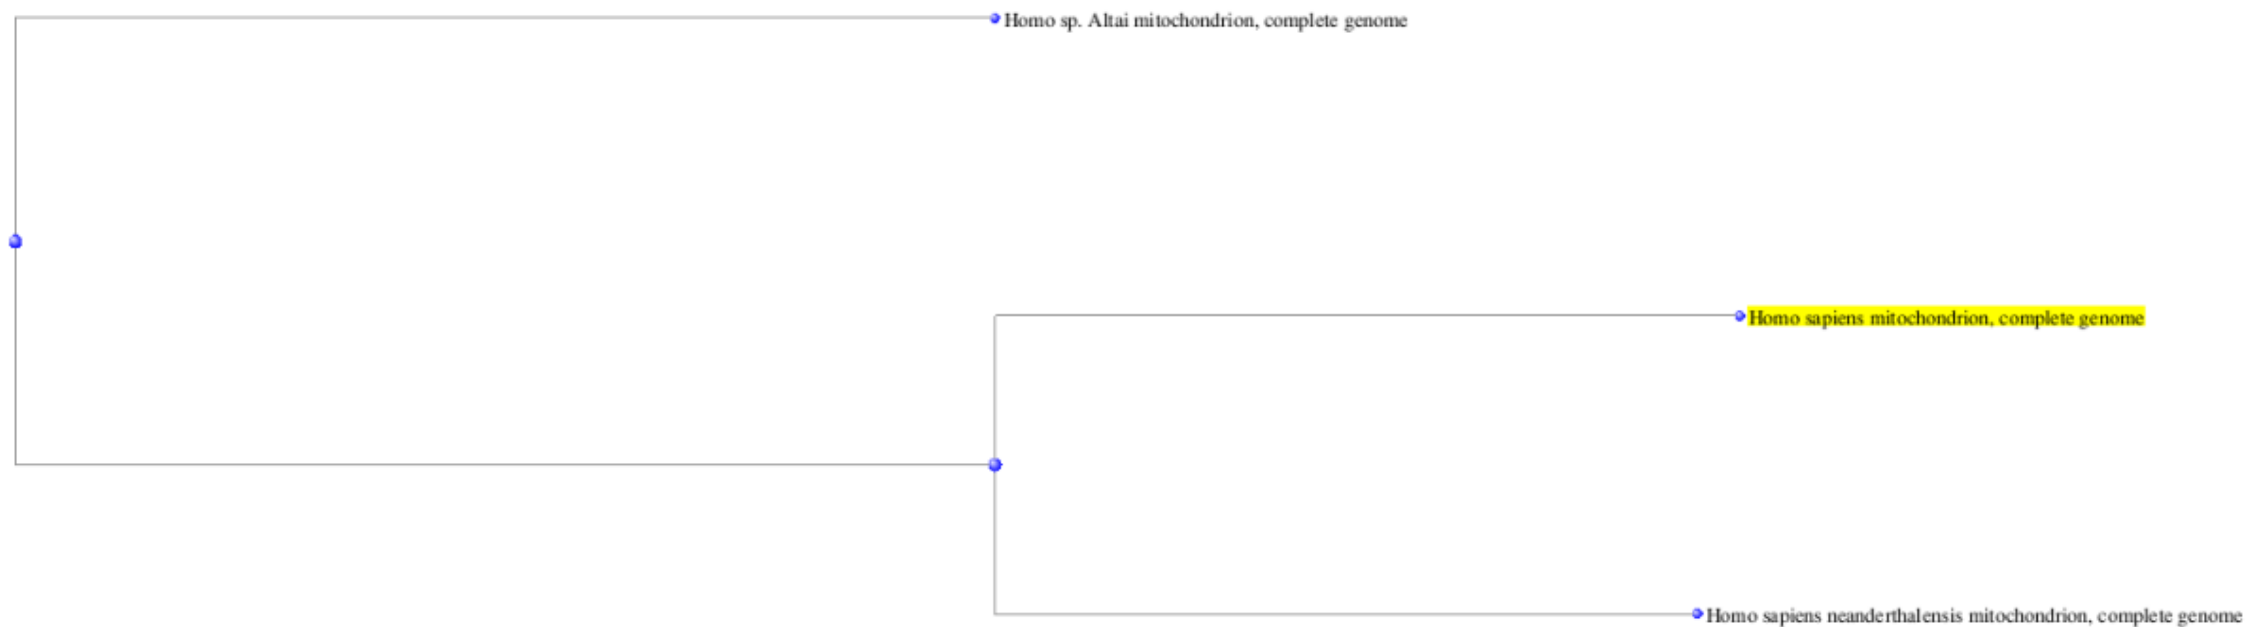 Homo sp. Altai mitochondrion, complete genome
Homo sapiens mitochondrion, complete genome
Homo sapiens neanderthalensis mitochondrion, complete genome